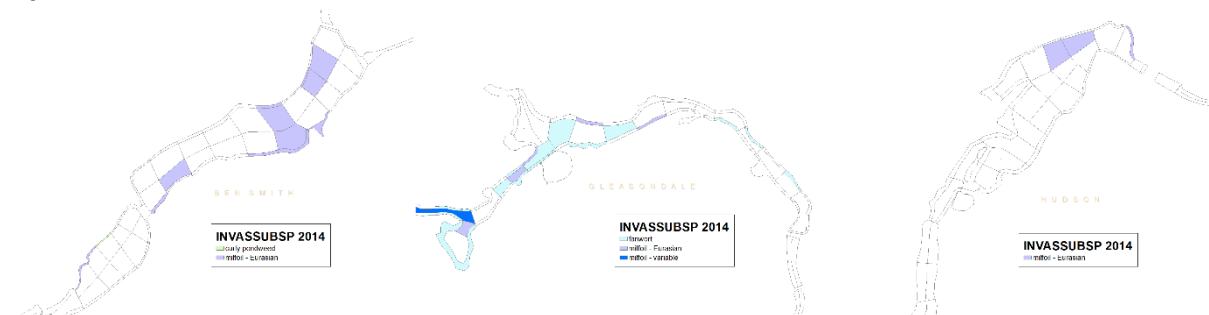 BEN SMITH
INVASSUBSP 2014
curly pondweed
milfoil - Eurasian
GLEASONDALE
INVASSUBSP 2014
fanwort
milfoil - Eurasian
milfoil - variable
HUDSON
INVASSUBSP 2014
milfoil - Eurasian